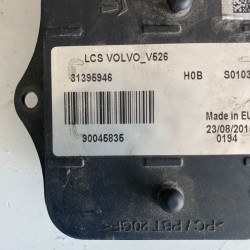 LCS VOLVO_V526
31395946 H0B S0103
Made in EU
90045835 23/08/201
0194
>PC / PBT 20GF<